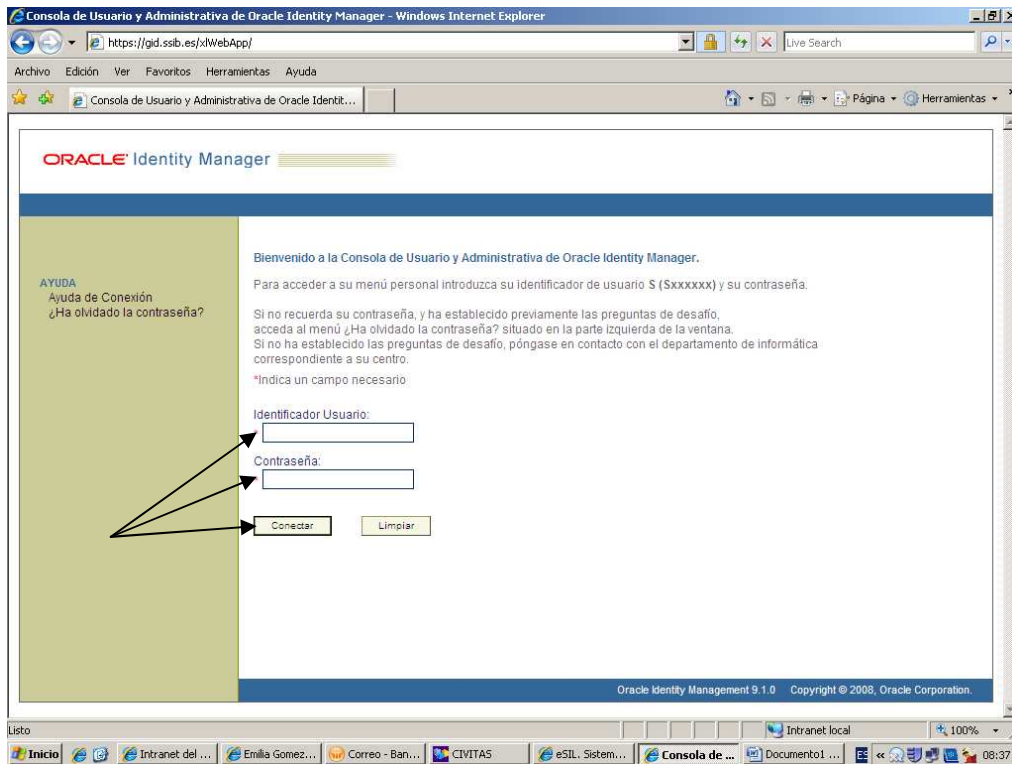 Consola de Usuario y Administrativa de Oracle Identity Manager - Windows Internet Explorer
https://gid.ssib.es/xlWebApp/
Live Search
Archivo Edición Ver Favoritos Herramientas Ayuda
Consola de Usuario y Administrativa de Oracle Identit...
Página Herramientas
ORACLE Identity Manager
Bienvenido a la Consola de Usuario y Administrativa de Oracle Identity Manager.
AYUDA
Ayuda de Conexión
¿Ha olvidado la contraseña?
Para acceder a su menú personal introduzca su identificador de usuario S (Sxxxxxx) y su contraseña.
Si no recuerda su contraseña, y ha establecido previamente las preguntas de desafío,
acceda al menú ¿Ha olvidado la contraseña? situado en la parte izquierda de la ventana.
Si no ha establecido las preguntas de desafío, póngase en contacto con el departamento de informática
correspondiente a su centro.
*Indica un campo necesario
Identificador Usuario:
*
Contraseña:
*
Conectar Limpiar
Oracle Identity Management 9.1.0 Copyright © 2008, Oracle Corporation.
Listo Intranet local 100%
Inicio Intranet del ... Emilia Gomez... Correo - Ban... CIVITAS eSIL. Sistem... Consola de ... Documento1 ... ES « 08:37